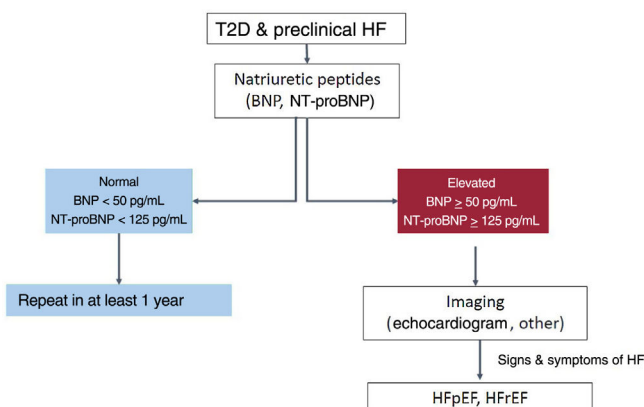 T2D & preclinical HF
Natriuretic peptides
(BNP, NT-proBNP)
Normal
BNP < 50 pg/mL
NT-proBNP < 125 pg/mL
Elevated
BNP ≥ 50 pg/mL
NT-proBNP ≥ 125 pg/mL
Repeat in at least 1 year
Imaging
(echocardiogram, other)
Signs & symptoms of HF
HFpEF, HFrEF